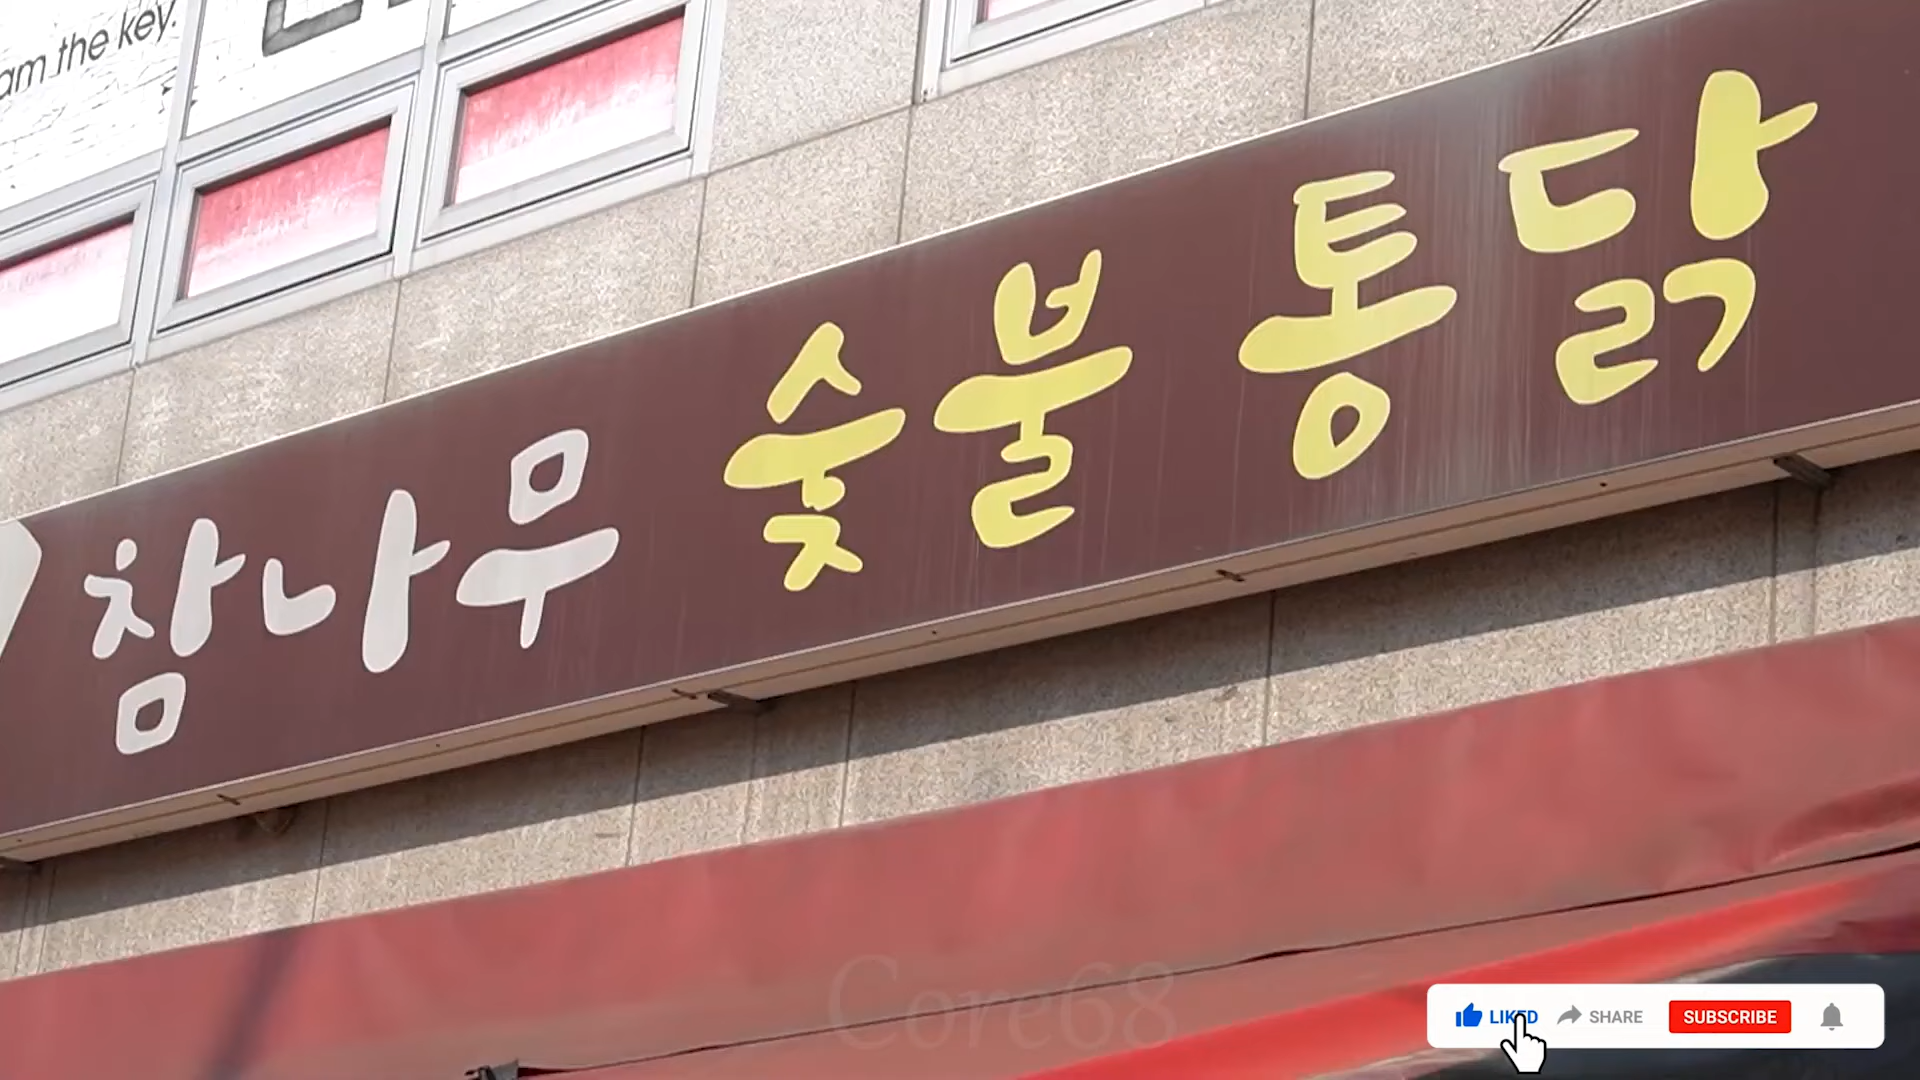 am the key.
참나무 숯불 통닭
Core68
LIKED SHARE SUBSCRIBE